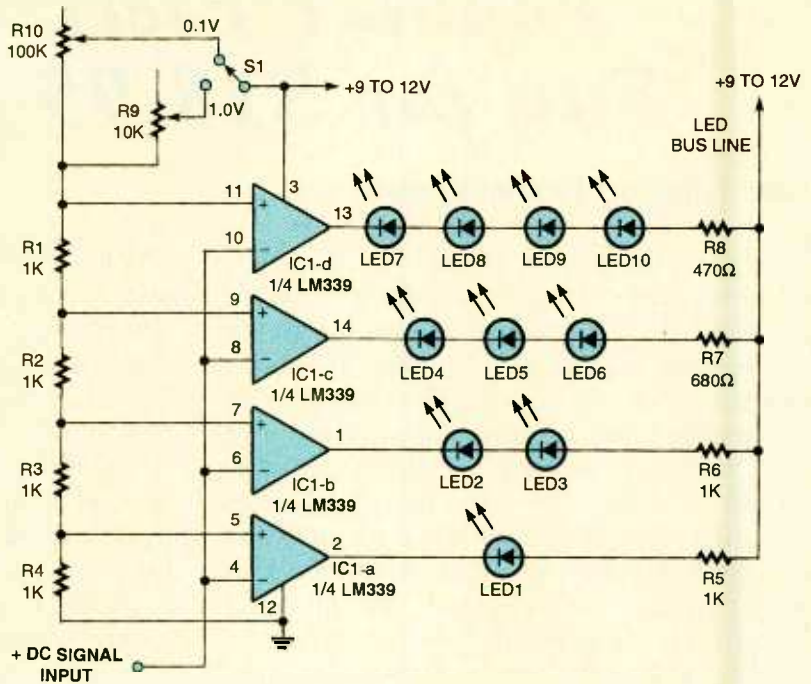 R10
100K
0.1V
S1
+9 TO 12V
R9
10K
1.0V
+9 TO 12V
LED
BUS LINE
11
3
13
10
IC1-d
1/4 LM339
LED7
LED8
LED9
LED10
R8
470Ω
R1
1K
9
14
8
IC1-c
1/4 LM339
LED4
LED5
LED6
R7
680Ω
R2
1K
7
1
6
IC1-b
1/4 LM339
LED2
LED3
R6
1K
R3
1K
5
2
4
12
IC1-a
1/4 LM339
LED1
R5
1K
R4
1K
+ DC SIGNAL
INPUT